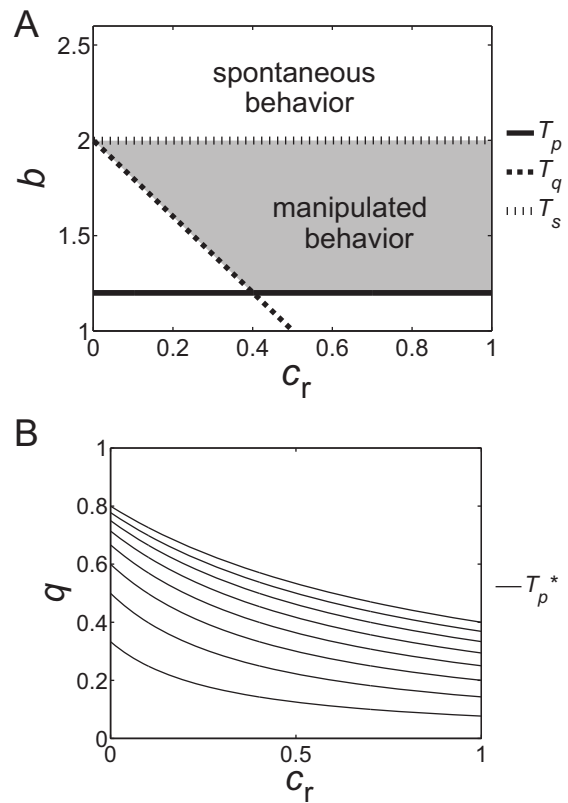 A
2.5
2
1.5
1
b
spontaneous
behavior
manipulated
behavior
T_p
T_q
T_s
0
0.2
0.4
0.6
0.8
1
c_r
B
1
0.8
0.6
0.4
0.2
0
q
T_p*
0
0.5
1
c_r